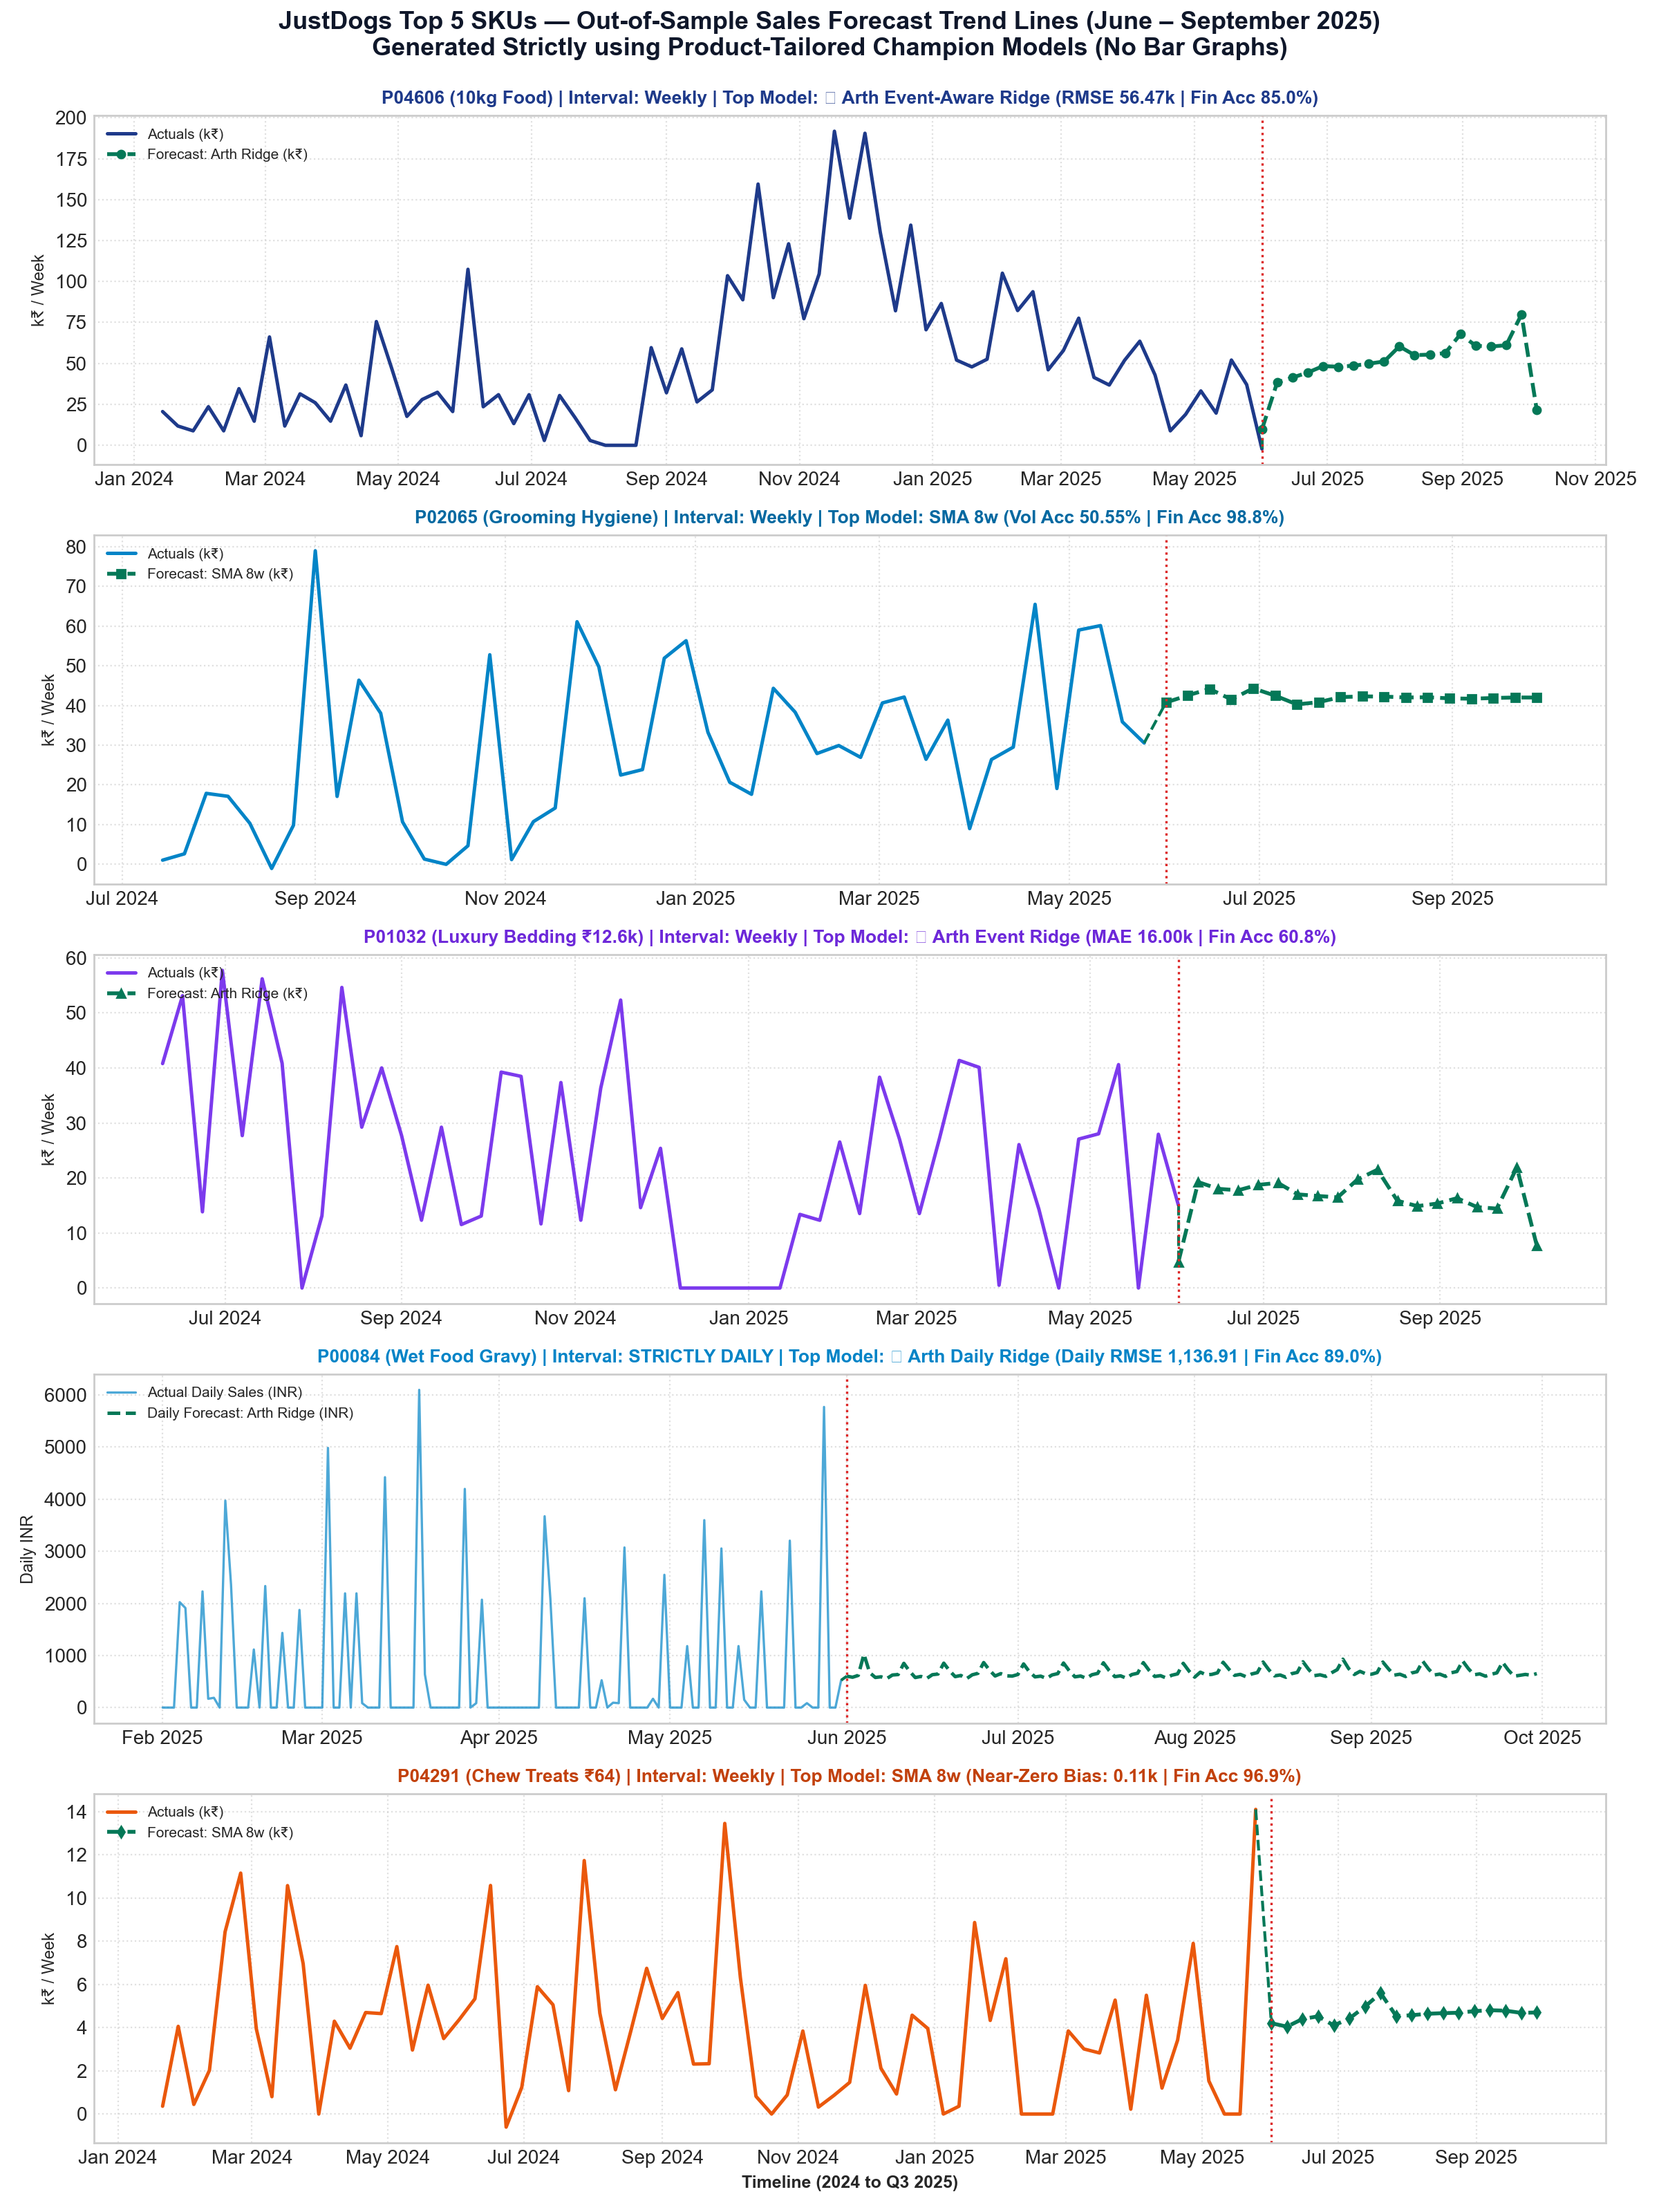 JustDogs Top 5 SKUs — Out-of-Sample Sales Forecast Trend Lines (June – September 2025)
Generated Strictly using Product-Tailored Champion Models (No Bar Graphs)
P04606 (10kg Food) | Interval: Weekly | Top Model: ▯ Arth Event-Aware Ridge (RMSE 56.47k | Fin Acc 85.0%)
Actuals (k₹)
Forecast: Arth Ridge (k₹)
k₹ / Week
200
175
150
125
100
75
50
25
0
Jan 2024 Mar 2024 May 2024 Jul 2024 Sep 2024 Nov 2024 Jan 2025 Mar 2025 May 2025 Jul 2025 Sep 2025 Nov 2025
P02065 (Grooming Hygiene) | Interval: Weekly | Top Model: SMA 8w (Vol Acc 50.55% | Fin Acc 98.8%)
Actuals (k₹)
Forecast: SMA 8w (k₹)
k₹ / Week
80
70
60
50
40
30
20
10
0
Jul 2024 Sep 2024 Nov 2024 Jan 2025 Mar 2025 May 2025 Jul 2025 Sep 2025
P01032 (Luxury Bedding ₹12.6k) | Interval: Weekly | Top Model: ▯ Arth Event Ridge (MAE 16.00k | Fin Acc 60.8%)
Actuals (k₹)
Forecast: Arth Ridge (k₹)
k₹ / Week
60
50
40
30
20
10
0
Jul 2024 Sep 2024 Nov 2024 Jan 2025 Mar 2025 May 2025 Jul 2025 Sep 2025
P00084 (Wet Food Gravy) | Interval: STRICTLY DAILY | Top Model: ▯ Arth Daily Ridge (Daily RMSE 1,136.91 | Fin Acc 89.0%)
Actual Daily Sales (INR)
Daily Forecast: Arth Ridge (INR)
Daily INR
6000
5000
4000
3000
2000
1000
0
Feb 2025 Mar 2025 Apr 2025 May 2025 Jun 2025 Jul 2025 Aug 2025 Sep 2025 Oct 2025
P04291 (Chew Treats ₹64) | Interval: Weekly | Top Model: SMA 8w (Near-Zero Bias: 0.11k | Fin Acc 96.9%)
Actuals (k₹)
Forecast: SMA 8w (k₹)
k₹ / Week
14
12
10
8
6
4
2
0
Jan 2024 Mar 2024 May 2024 Jul 2024 Sep 2024 Nov 2024 Jan 2025 Mar 2025 May 2025 Jul 2025 Sep 2025
Timeline (2024 to Q3 2025)